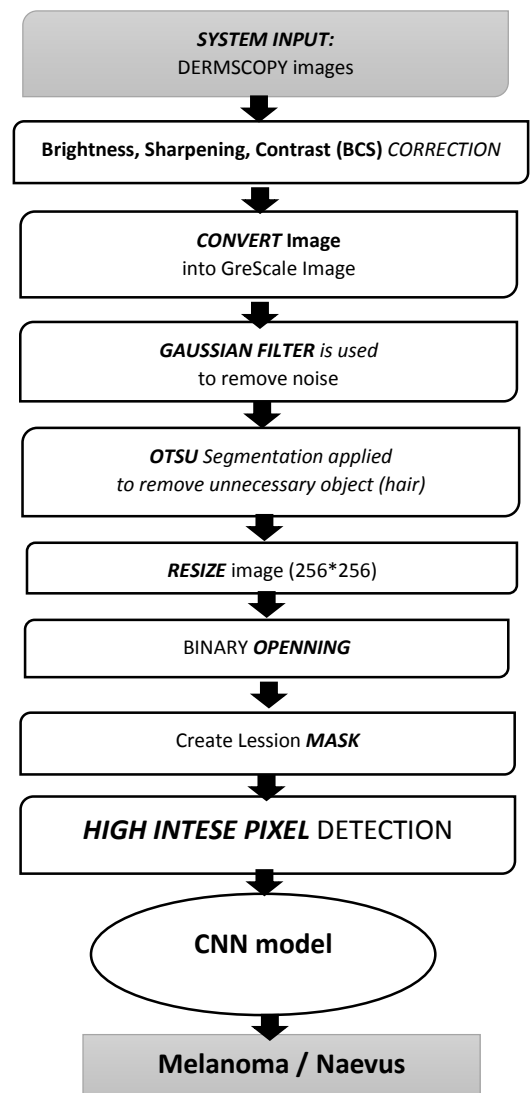 SYSTEM INPUT:
DERMSCOPY images
Brightness, Sharpening, Contrast (BCS) CORRECTION
CONVERT Image
into GreScale Image
GAUSSIAN FILTER is used
to remove noise
OTSU Segmentation applied
to remove unnecessary object (hair)
RESIZE image (256*256)
BINARY OPENNING
Create Lession MASK
HIGH INTESE PIXEL DETECTION
CNN model
Melanoma / Naevus